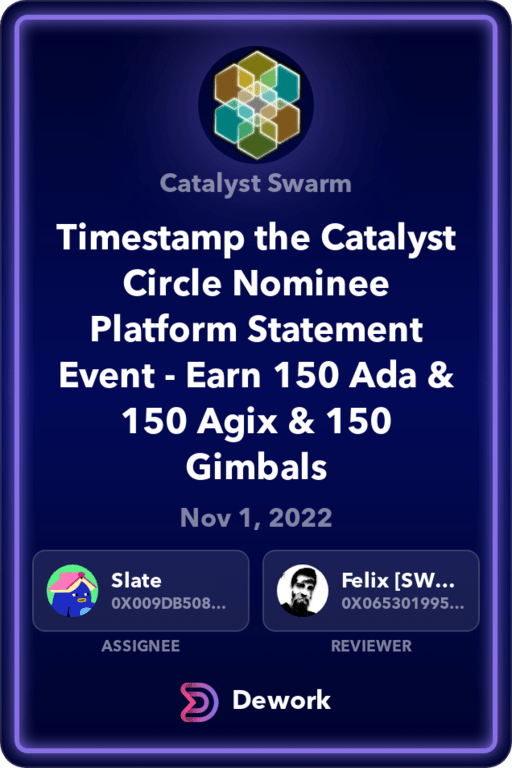 Catalyst Swarm
Timestamp the Catalyst
Circle Nominee
Platform Statement
Event - Earn 150 Ada &
150 Agix & 150
Gimbals
Nov 1, 2022
Slate
0X009DB508...
Felix [SW...
0X065301995...
ASSIGNEE
REVIEWER
Dework